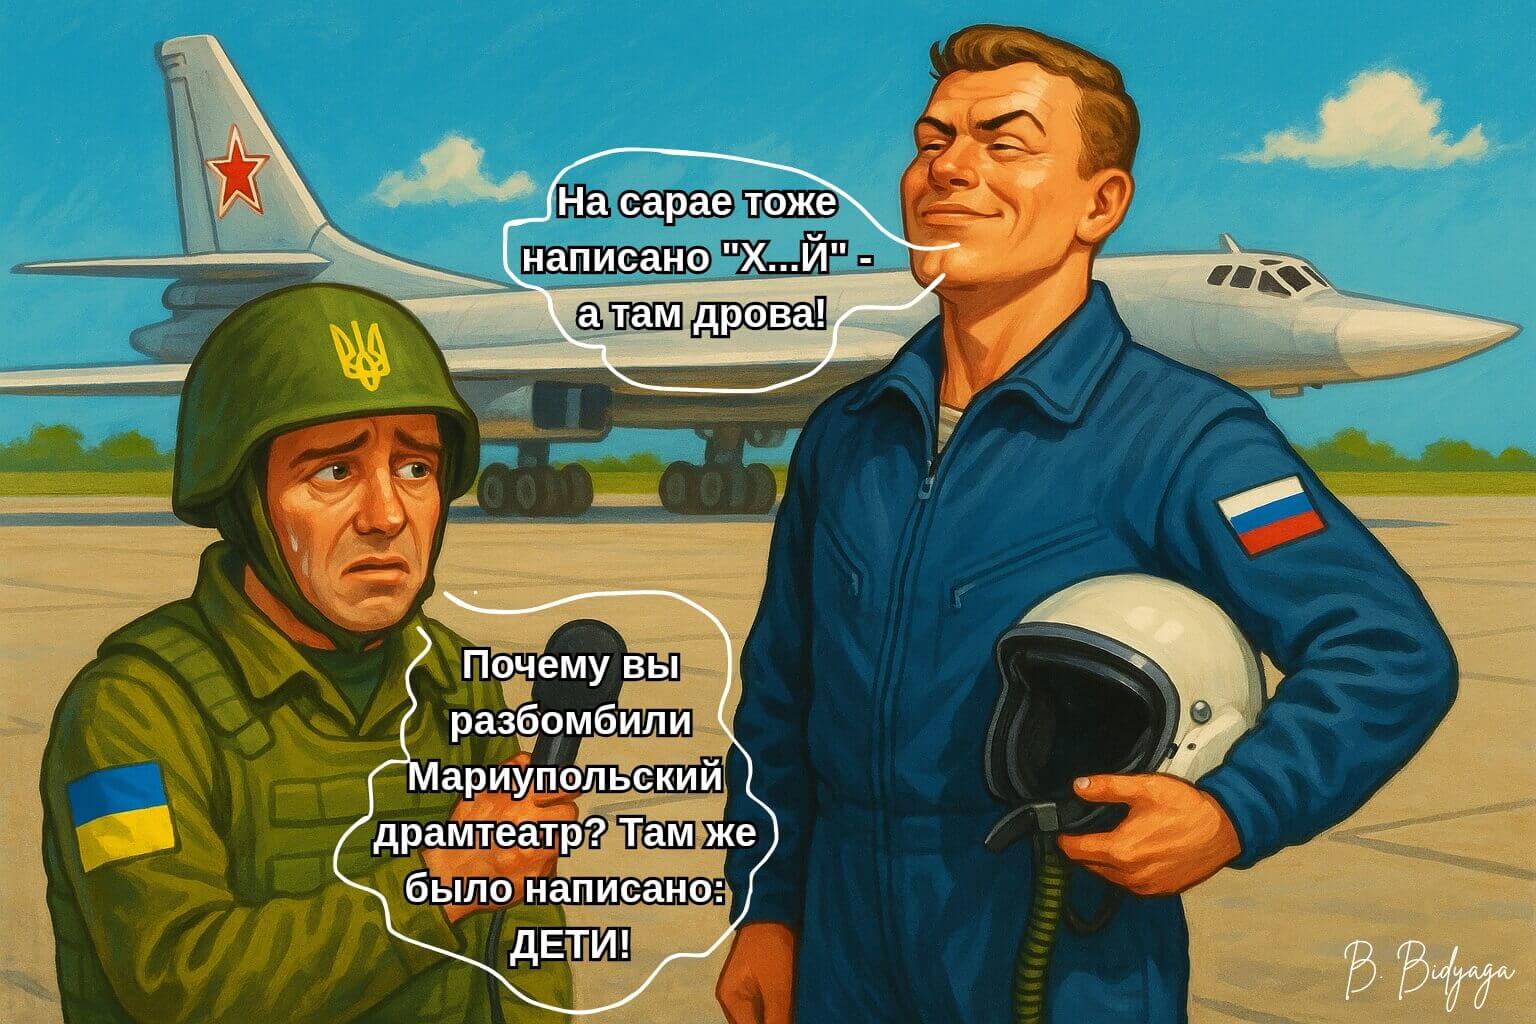 На сарае тоже
написано "Х...Й" -
а там дрова!
Почему вы
разбомбили
Мариупольский
драмтеатр? Там же
было написано:
ДЕТИ!
B. Bidyaga